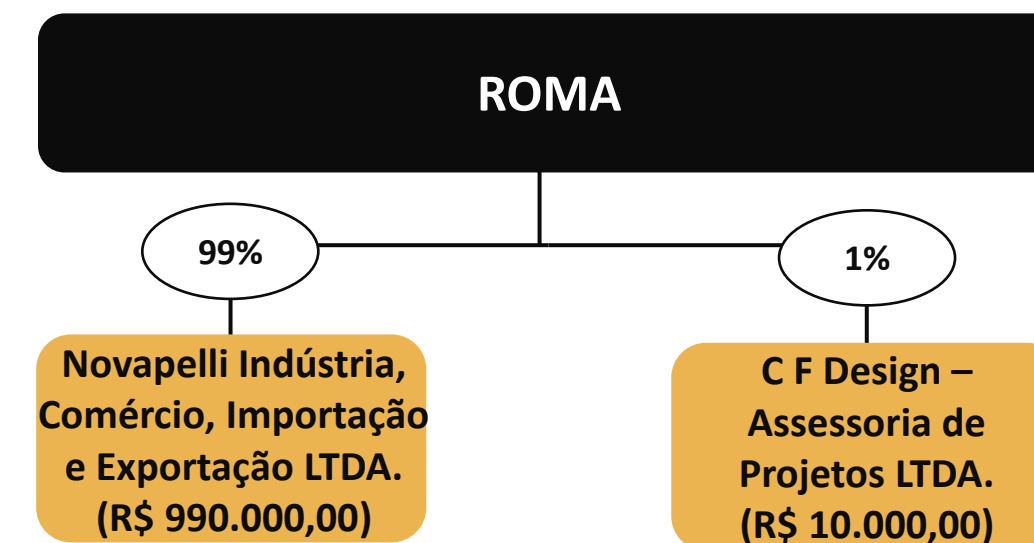 ROMA
99%
1%
Novapelli Indústria,
Comércio, Importação
e Exportação LTDA.
(R$ 990.000,00)
C F Design –
Assessoria de
Projetos LTDA.
(R$ 10.000,00)